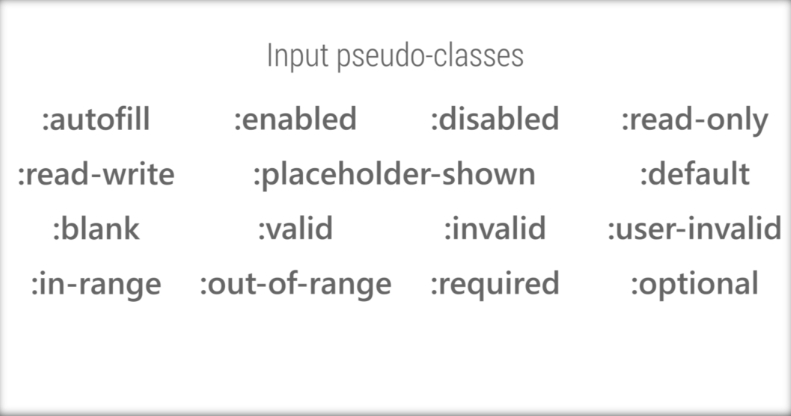 Input pseudo-classes
:autofill :enabled :disabled :read-only
:read-write :placeholder-shown :default
:blank :valid :invalid :user-invalid
:in-range :out-of-range :required :optional